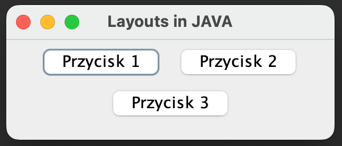 Layouts in JAVA
Przycisk 1 Przycisk 2
Przycisk 3